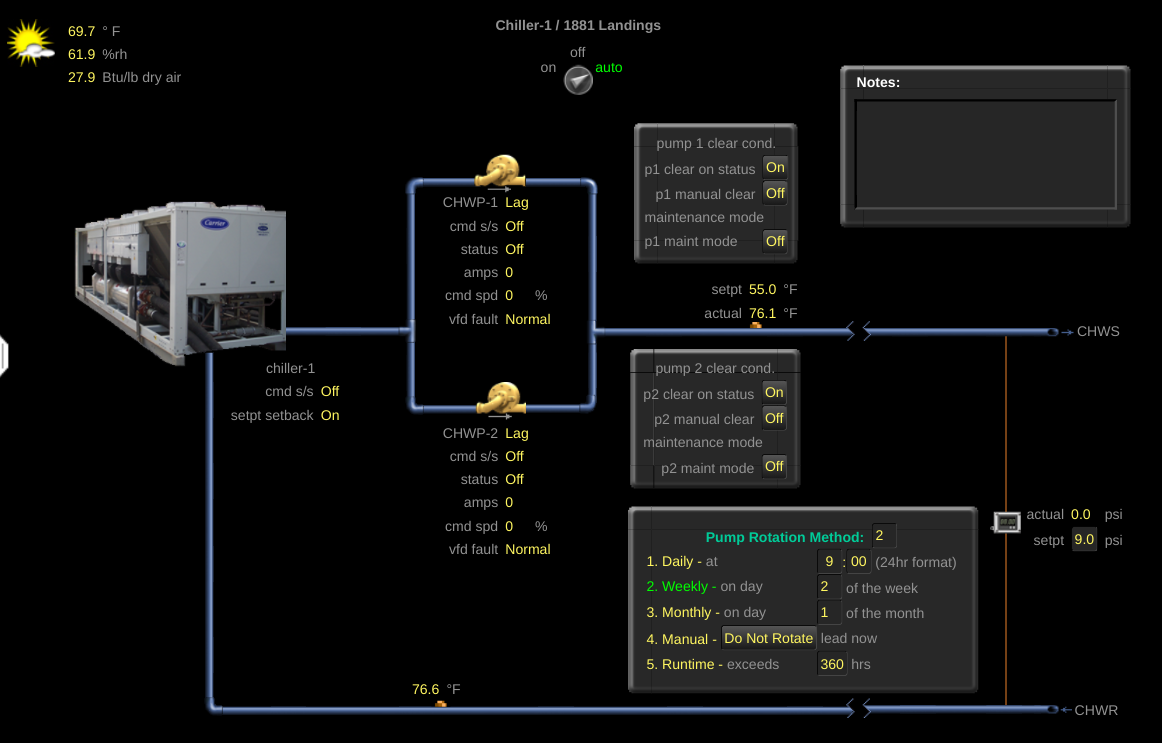 Chiller-1 / 1881 Landings
69.7 ° F
61.9 %rh
27.9 Btu/lb dry air
off
on auto
Notes:
pump 1 clear cond.
p1 clear on status On
p1 manual clear Off
maintenance mode
p1 maint mode Off
Carrier
CHWP-1 Lag
cmd s/s Off
status Off
amps 0
cmd spd 0 %
vfd fault Normal
setpt 55.0 °F
actual 76.1 °F
CHWS
chiller-1
cmd s/s Off
setpt setback On
pump 2 clear cond.
p2 clear on status On
p2 manual clear Off
maintenance mode
p2 maint mode Off
CHWP-2 Lag
cmd s/s Off
status Off
amps 0
cmd spd 0 %
vfd fault Normal
actual 0.0 psi
setpt 9.0 psi
Pump Rotation Method: 2
1. Daily - at 9 : 00 (24hr format)
2. Weekly - on day 2 of the week
3. Monthly - on day 1 of the month
4. Manual - Do Not Rotate lead now
5. Runtime - exceeds 360 hrs
76.6 °F
CHWR